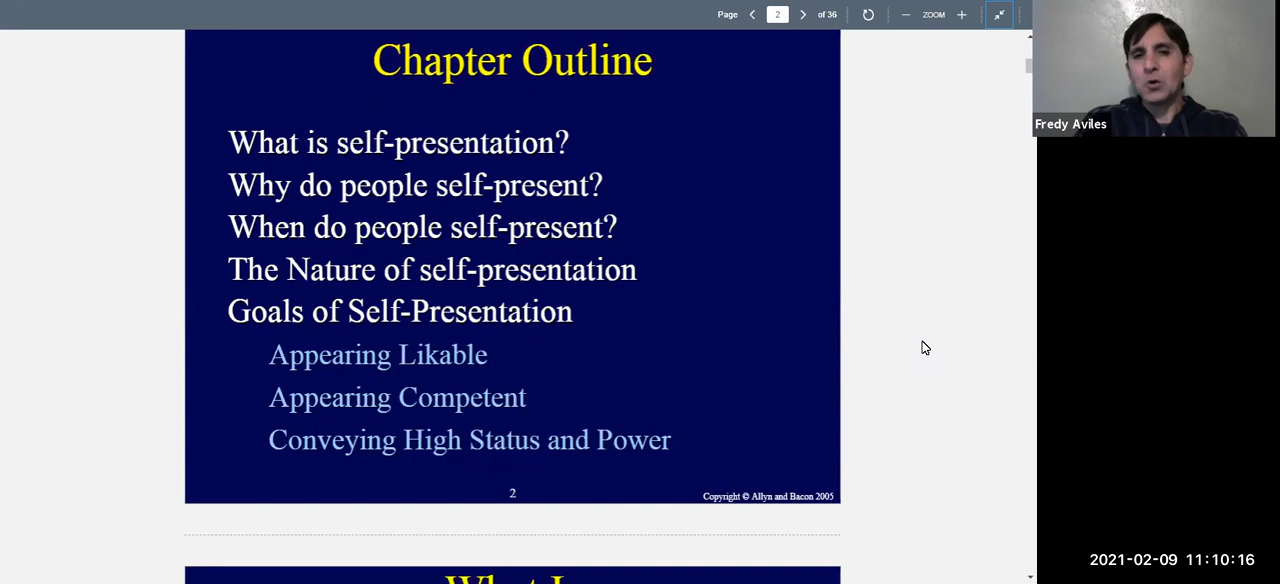 Page 2 of 36 ZOOM
Chapter Outline
Fredy Aviles
What is self-presentation?
Why do people self-present?
When do people self-present?
The Nature of self-presentation
Goals of Self-Presentation
Appearing Likable
Appearing Competent
Conveying High Status and Power
2
Copyright © Allyn and Bacon 2005
2021-02-09 11:10:16